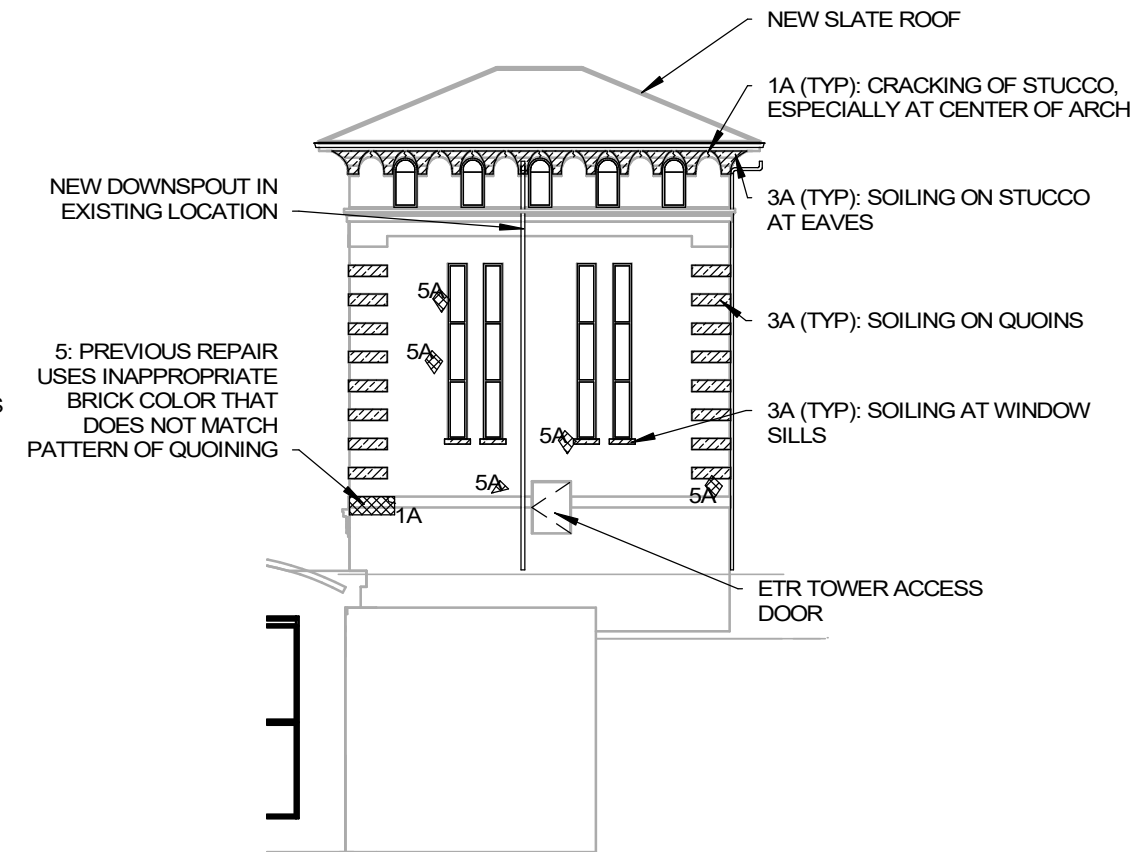 NEW SLATE ROOF
1A (TYP): CRACKING OF STUCCO,
ESPECIALLY AT CENTER OF ARCH
NEW DOWNSPOUT IN
EXISTING LOCATION
3A (TYP): SOILING ON STUCCO
AT EAVES
5A
3A (TYP): SOILING ON QUOINS
5A
5: PREVIOUS REPAIR
USES INAPPROPRIATE
BRICK COLOR THAT
DOES NOT MATCH
PATTERN OF QUOINING
S
3A (TYP): SOILING AT WINDOW
SILLS
5A
5A
5A
1A
ETR TOWER ACCESS
DOOR